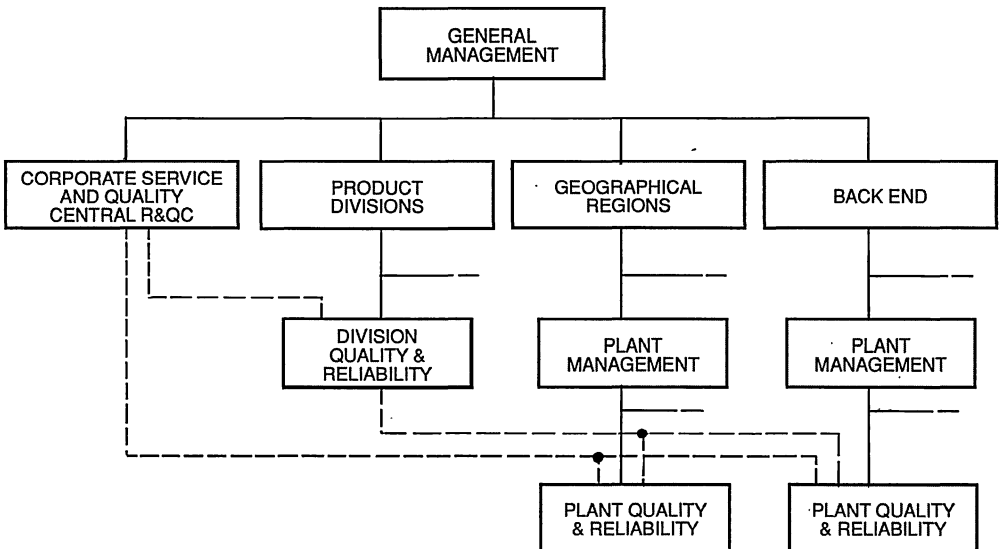 GENERAL
MANAGEMENT
CORPORATE SERVICE
AND QUALITY
CENTRAL R&QC
PRODUCT
DIVISIONS
GEOGRAPHICAL
REGIONS
BACK END
DIVISION
QUALITY &
RELIABILITY
PLANT
MANAGEMENT
PLANT
MANAGEMENT
PLANT QUALITY
& RELIABILITY
PLANT QUALITY
& RELIABILITY